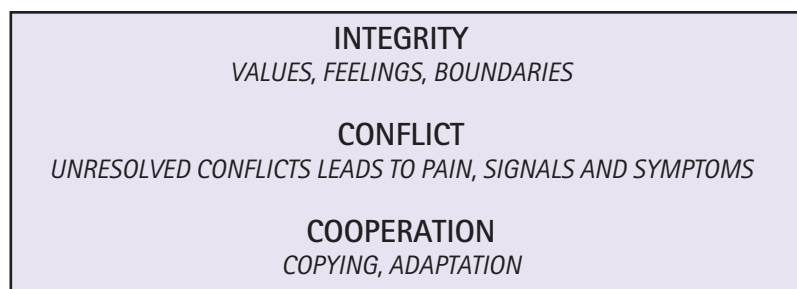 INTEGRITY
VALUES, FEELINGS, BOUNDARIES
CONFLICT
UNRESOLVED CONFLICTS LEADS TO PAIN, SIGNALS AND SYMPTOMS
COOPERATION
COPYING, ADAPTATION